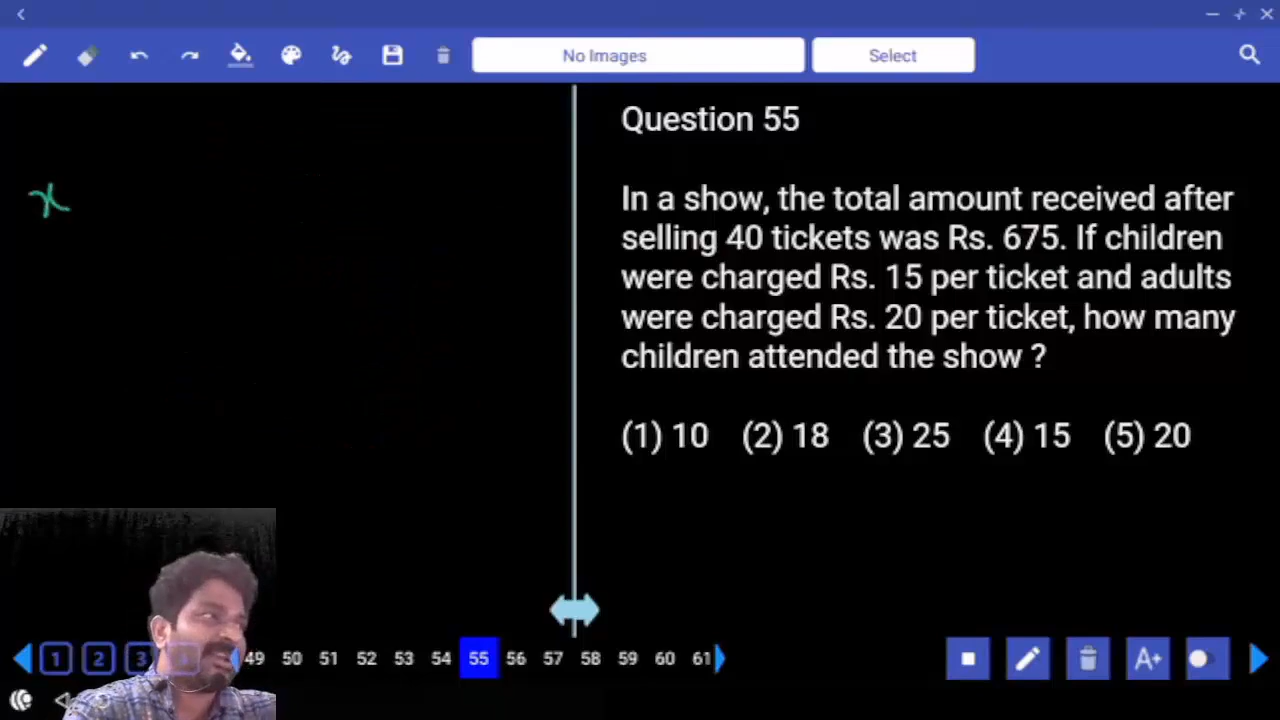 No Images
Select
x
Question 55
In a show, the total amount received after
selling 40 tickets was Rs. 675. If children
were charged Rs. 15 per ticket and adults
were charged Rs. 20 per ticket, how many
children attended the show ?
(1) 10 (2) 18 (3) 25 (4) 15 (5) 20
1 2 3 49 50 51 52 53 54 55 56 57 58 59 60 61
A+